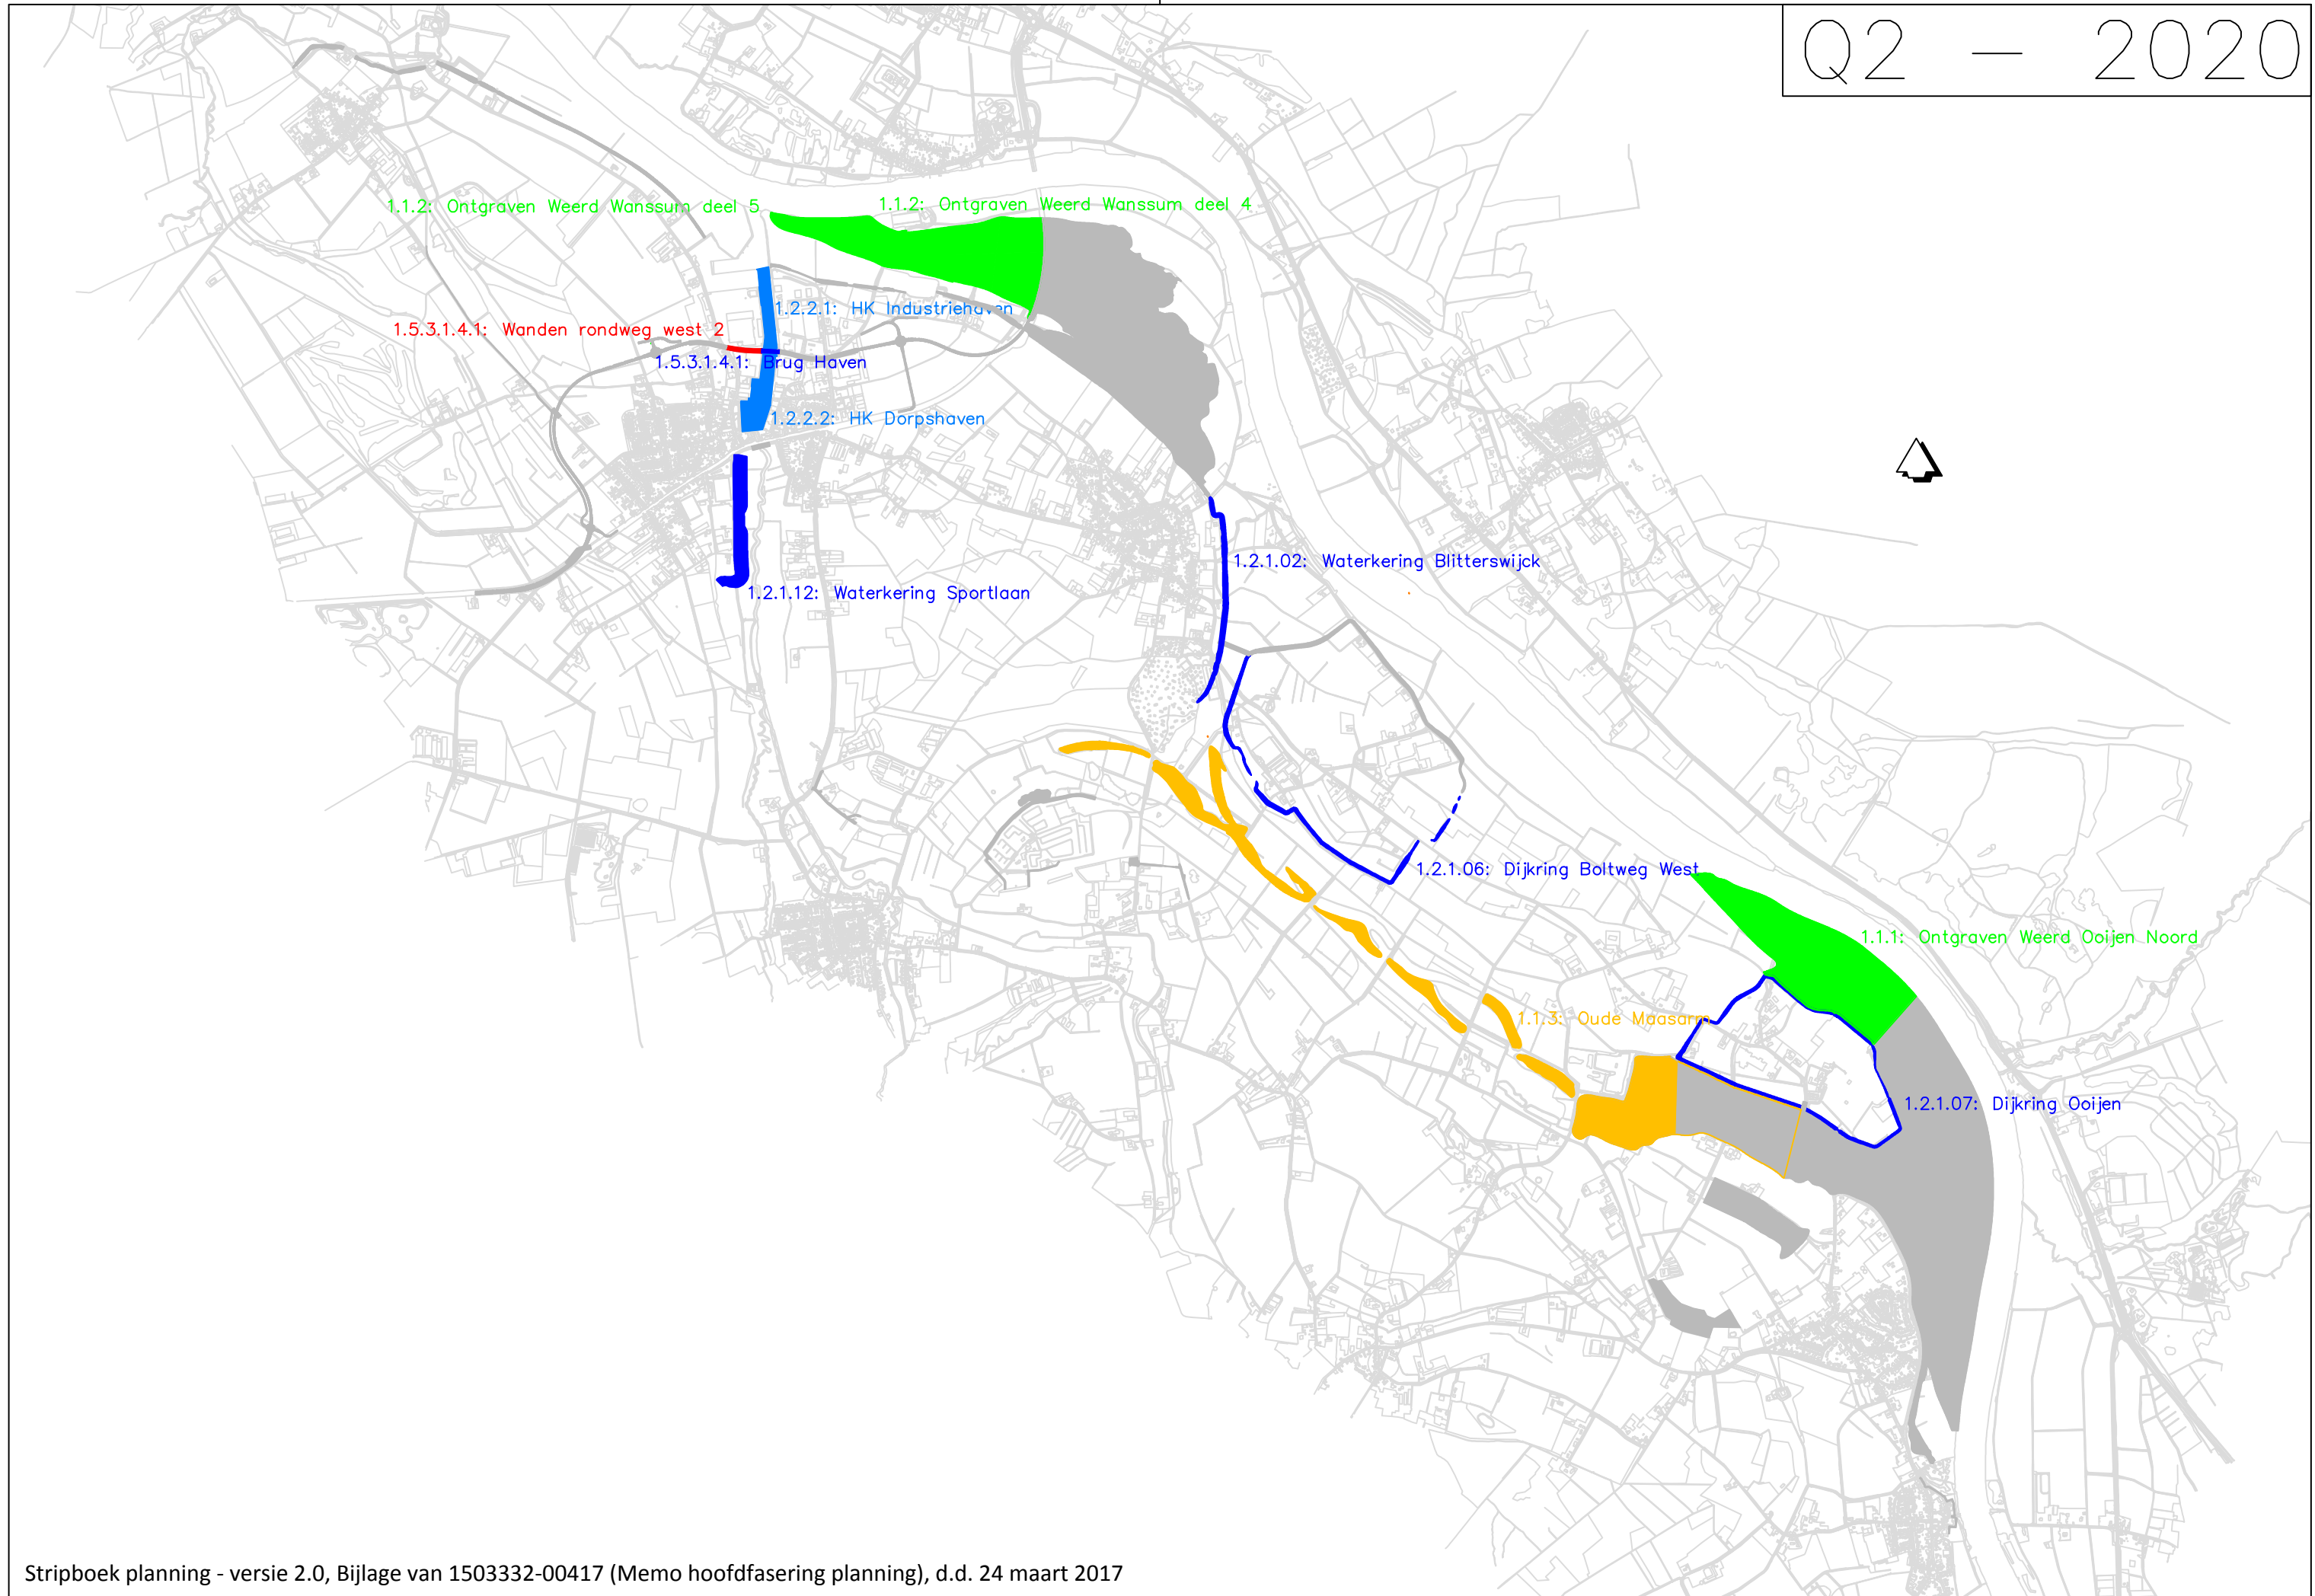 Q2 - 2020
1.1.2: Ontgraven Weerd Wanssum deel 5
1.1.2: Ontgraven Weerd Wanssum deel 4
1.2.2.1: HK Industriehaven
1.5.3.1.4.1: Wanden rondweg west 2
1.5.3.1.4.1: Brug Haven
1.2.2.2: HK Dorpshaven
1.2.1.02: Waterkering Blitterswijck
1.2.1.12: Waterkering Sportlaan
1.2.1.06: Dijkring Boltweg West
1.1.1: Ontgraven Weerd Ooijen Noord
1.1.3: Oude Maasarm
1.2.1.07: Dijkring Ooijen
Stripboek planning - versie 2.0, Bijlage van 1503332-00417 (Memo hoofdfasering planning), d.d. 24 maart 2017